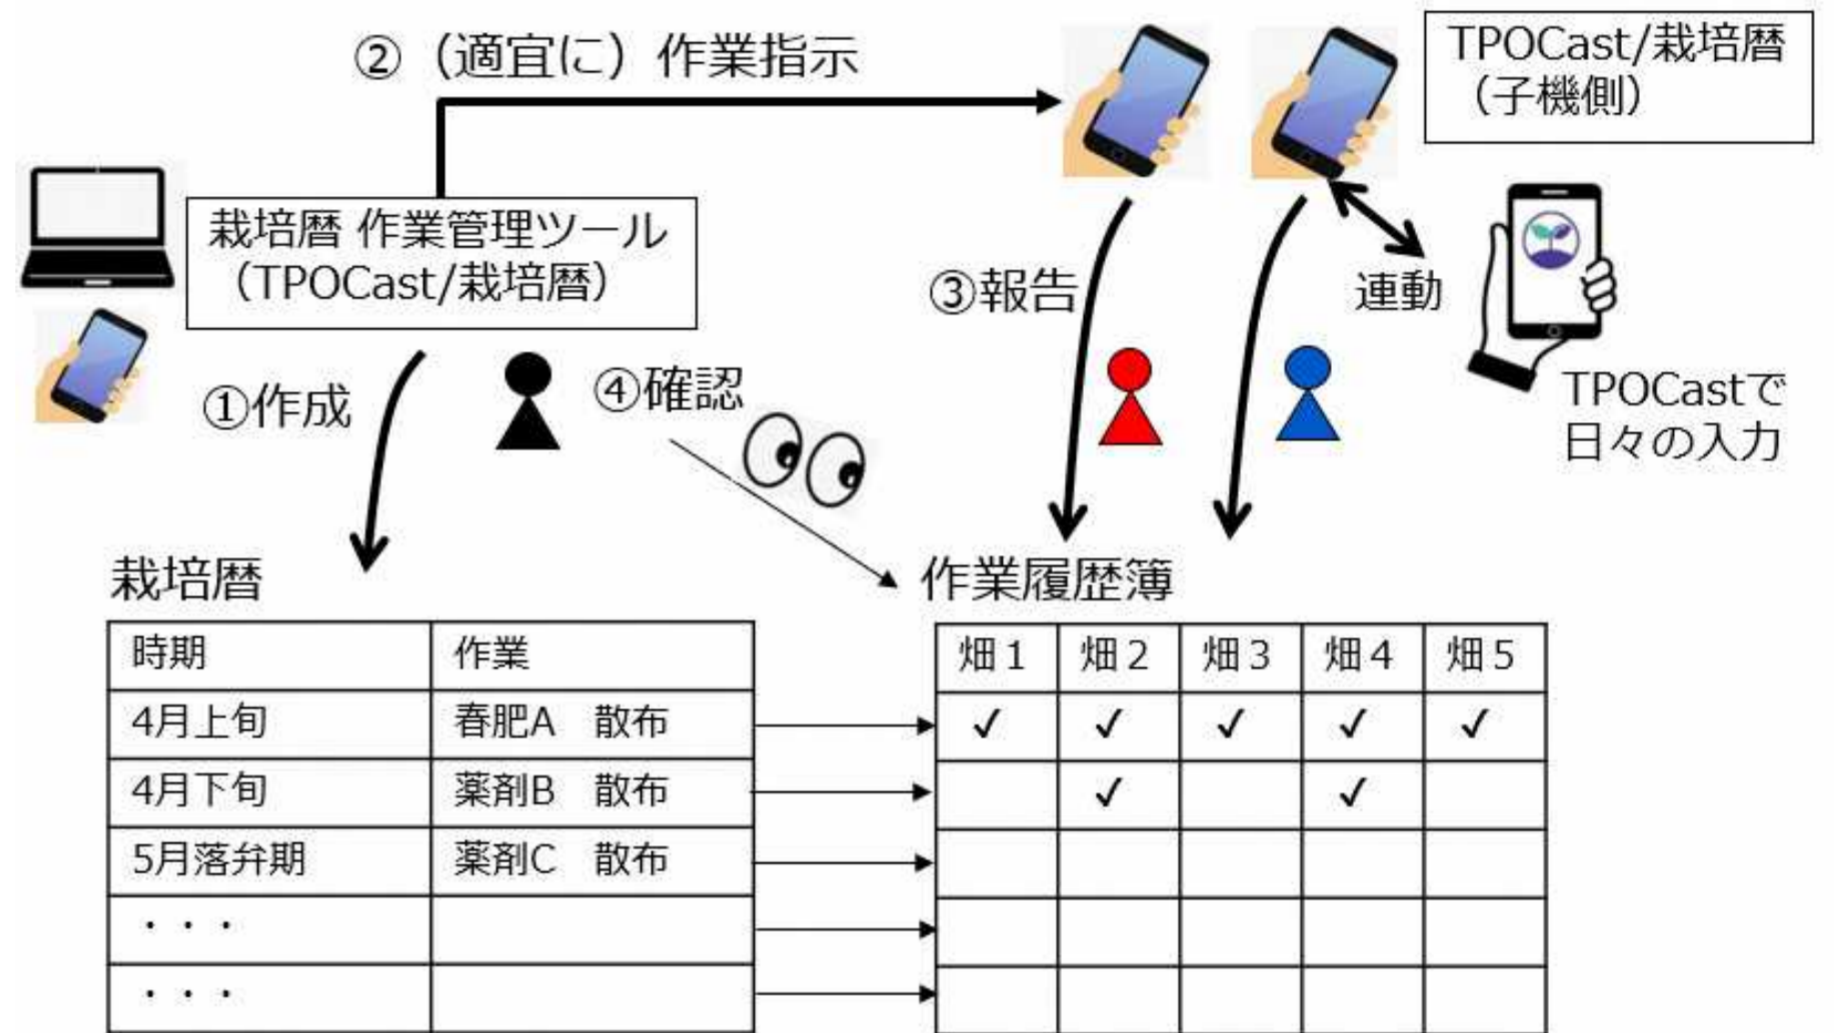 ②（適宜に）作業指示
TPOCast/栽培暦
（子機側）
栽培暦 作業管理ツール
（TPOCast/栽培暦）
③報告
連動
①作成
④確認
TPOCastで
日々の入力
栽培暦
時期 作業
4月上旬 春肥A 散布
4月下旬 薬剤B 散布
5月落弁期 薬剤C 散布
・・・
・・・
作業履歴簿
畑１ 畑２ 畑３ 畑４ 畑５
✓ ✓ ✓ ✓ ✓
✓ ✓